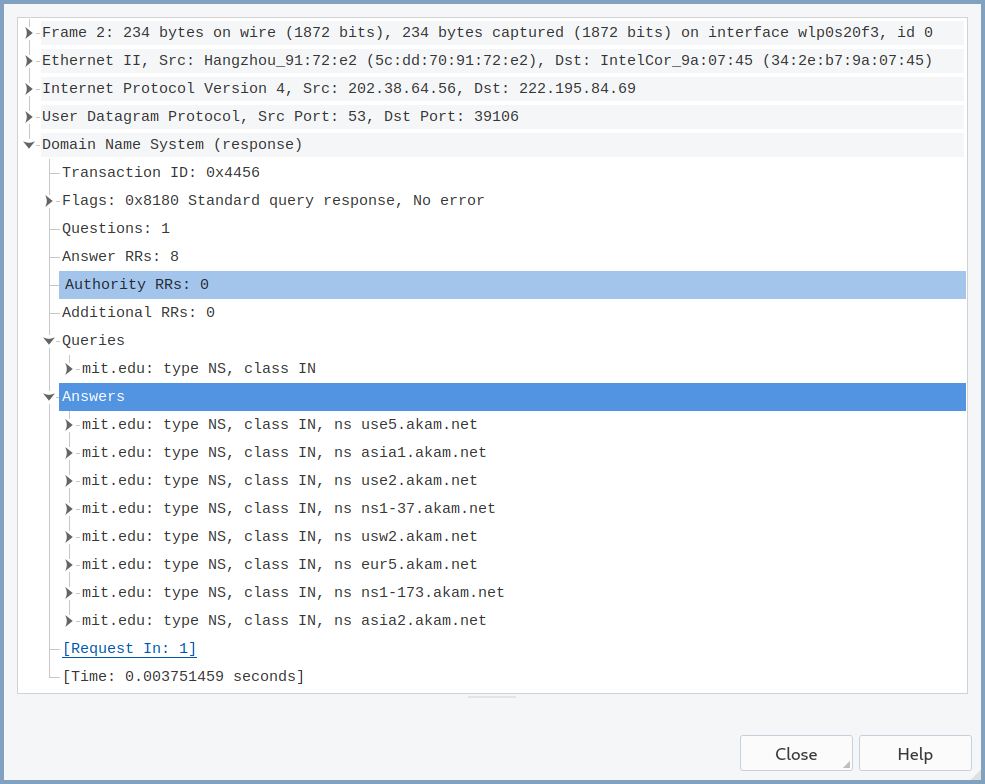 Frame 2: 234 bytes on wire (1872 bits), 234 bytes captured (1872 bits) on interface wlp0s20f3, id 0
Ethernet II, Src: Hangzhou_91:72:e2 (5c:dd:70:91:72:e2), Dst: IntelCor_9a:07:45 (34:2e:b7:9a:07:45)
Internet Protocol Version 4, Src: 202.38.64.56, Dst: 222.195.84.69
User Datagram Protocol, Src Port: 53, Dst Port: 39106
Domain Name System (response)
Transaction ID: 0x4456
Flags: 0x8180 Standard query response, No error
Questions: 1
Answer RRs: 8
Authority RRs: 0
Additional RRs: 0
Queries
mit.edu: type NS, class IN
Answers
mit.edu: type NS, class IN, ns use5.akam.net
mit.edu: type NS, class IN, ns asia1.akam.net
mit.edu: type NS, class IN, ns use2.akam.net
mit.edu: type NS, class IN, ns ns1-37.akam.net
mit.edu: type NS, class IN, ns usw2.akam.net
mit.edu: type NS, class IN, ns eur5.akam.net
mit.edu: type NS, class IN, ns ns1-173.akam.net
mit.edu: type NS, class IN, ns asia2.akam.net
[Request In: 1]
[Time: 0.003751459 seconds]
Close Help